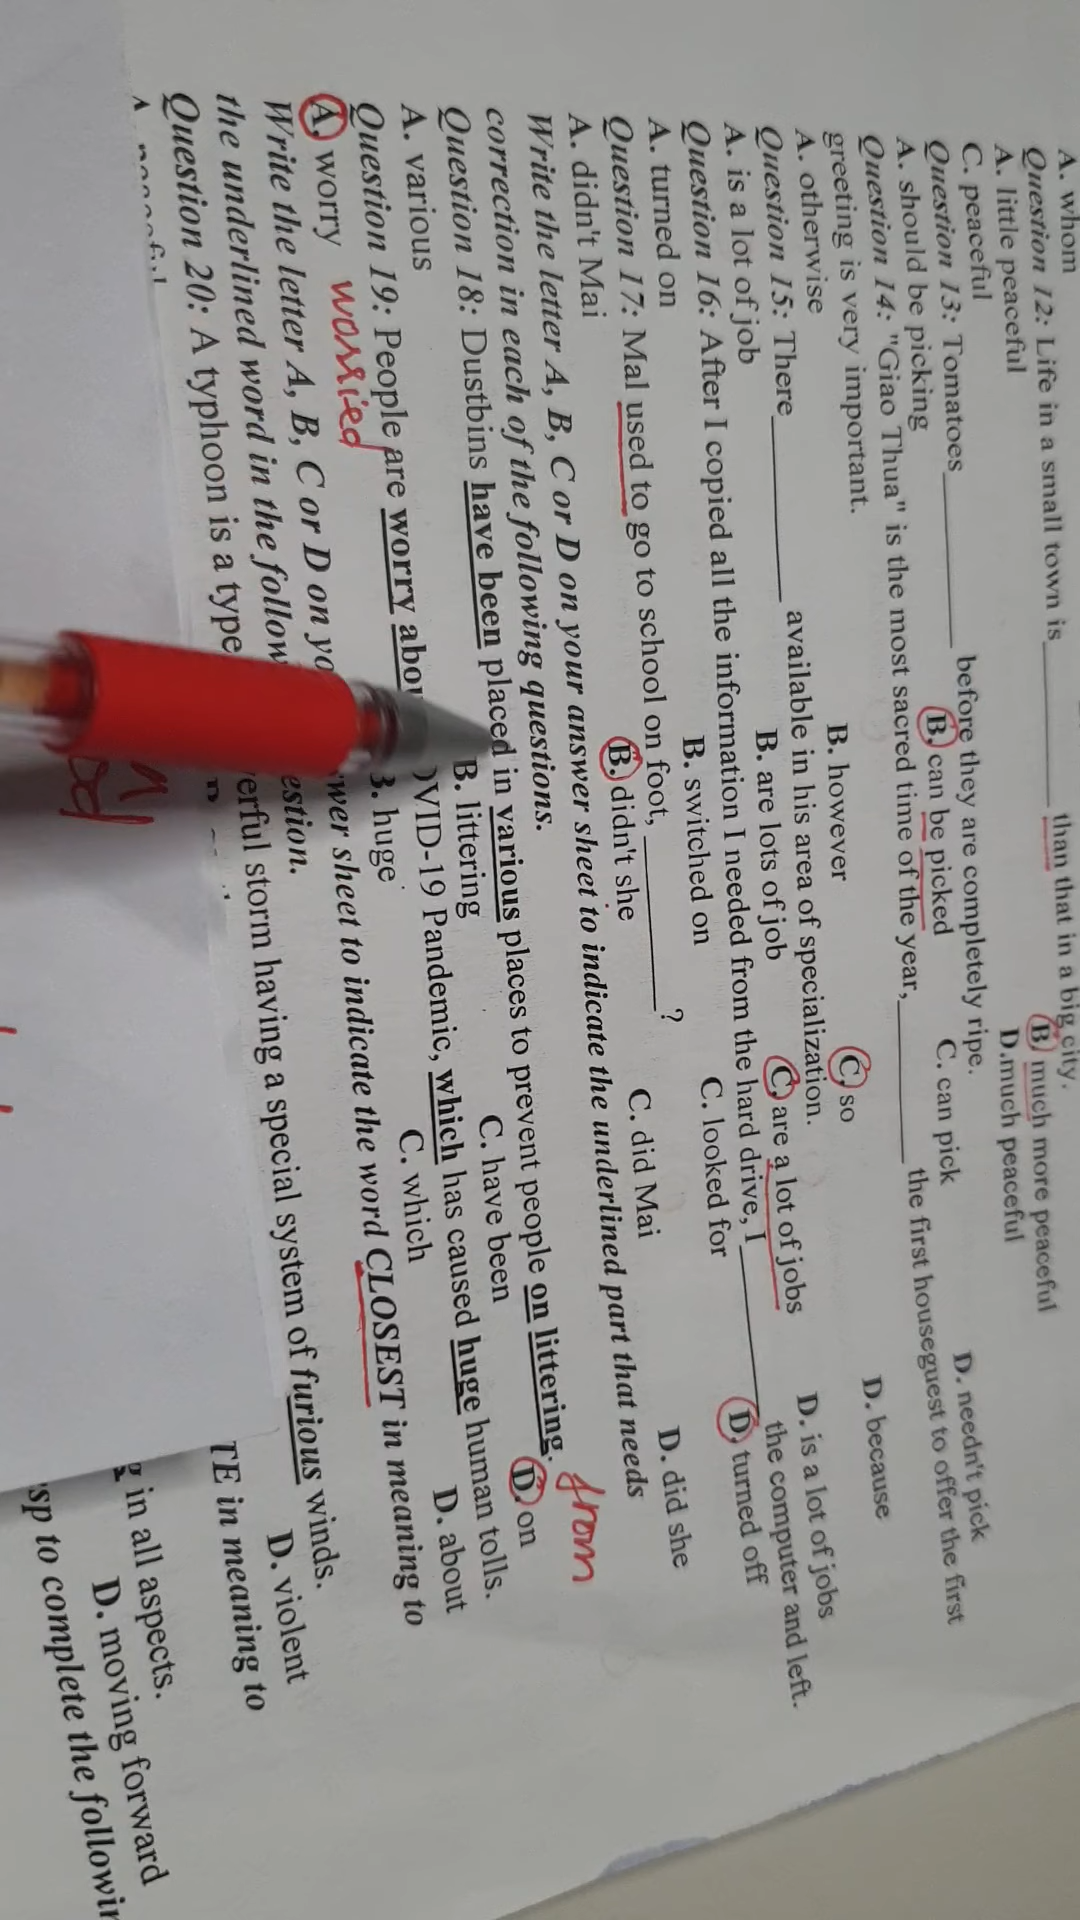 A. whom
Question 12: Life in a small town is__________ than that in a big city.
A. little peaceful B. much more peaceful
C. peaceful D.much peaceful
Question 13: Tomatoes__________ before they are completely ripe.
A. should be picking B. can be picked C. can pick D. needn't pick
Question 14: "Giao Thua" is the most sacred time of the year,__________ the first houseguest to offer the first
greeting is very important.
A. otherwise B. however C. so D. because
Question 15: There__________ available in his area of specialization.
A. is a lot of job B. are lots of job C. are a lot of jobs D. is a lot of jobs
Question 16: After I copied all the information I needed from the hard drive, I__________ the computer and left.
A. turned on B. switched on C. looked for D. turned off
Question 17: Mal used to go to school on foot,__________?
A. didn't Mai B. didn't she C. did Mai D. did she
Write the letter A, B, C or D on your answer sheet to indicate the underlined part that needs
correction in each of the following questions.
Question 18: Dustbins have been placed in various places to prevent people on littering. from
A. various B. littering C. have been D. on
Question 19: People are worry abou OVID-19 Pandemic, which has caused huge human tolls.
A. worry worried B. huge C. which D. about
Write the letter A, B, C or D on yo wer sheet to indicate the word CLOSEST in meaning to
the underlined word in the follow estion.
Question 20: A typhoon is a type erful storm having a special system of furious winds.
D. violent
TE in meaning to
g in all aspects.
D. moving forward
sp to complete the followin